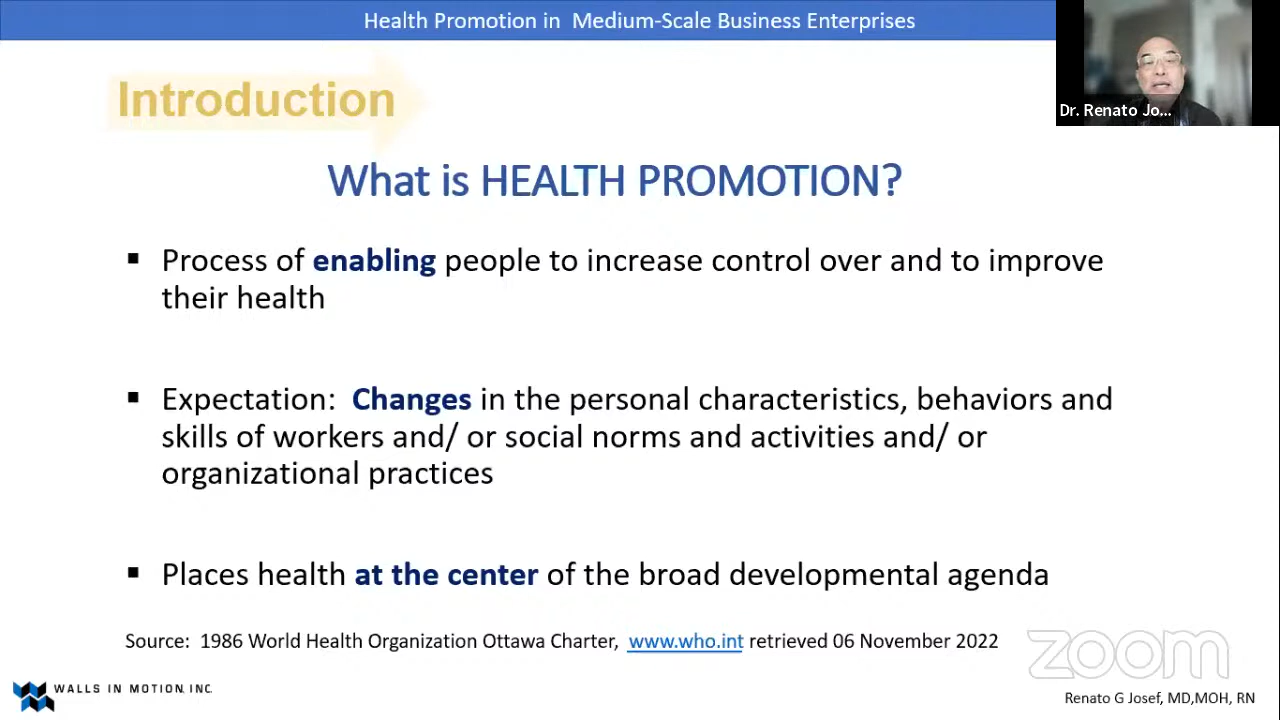 Health Promotion in Medium-Scale Business Enterprises
Dr. Renato Jo...
Introduction
What is HEALTH PROMOTION?
▪ Process of enabling people to increase control over and to improve
their health
▪ Expectation: Changes in the personal characteristics, behaviors and
skills of workers and/ or social norms and activities and/ or
organizational practices
▪ Places health at the center of the broad developmental agenda
Source: 1986 World Health Organization Ottawa Charter, www.who.int retrieved 06 November 2022
zoom
WALLS IN MOTION, INC.
Renato G Josef, MD,MOH, RN